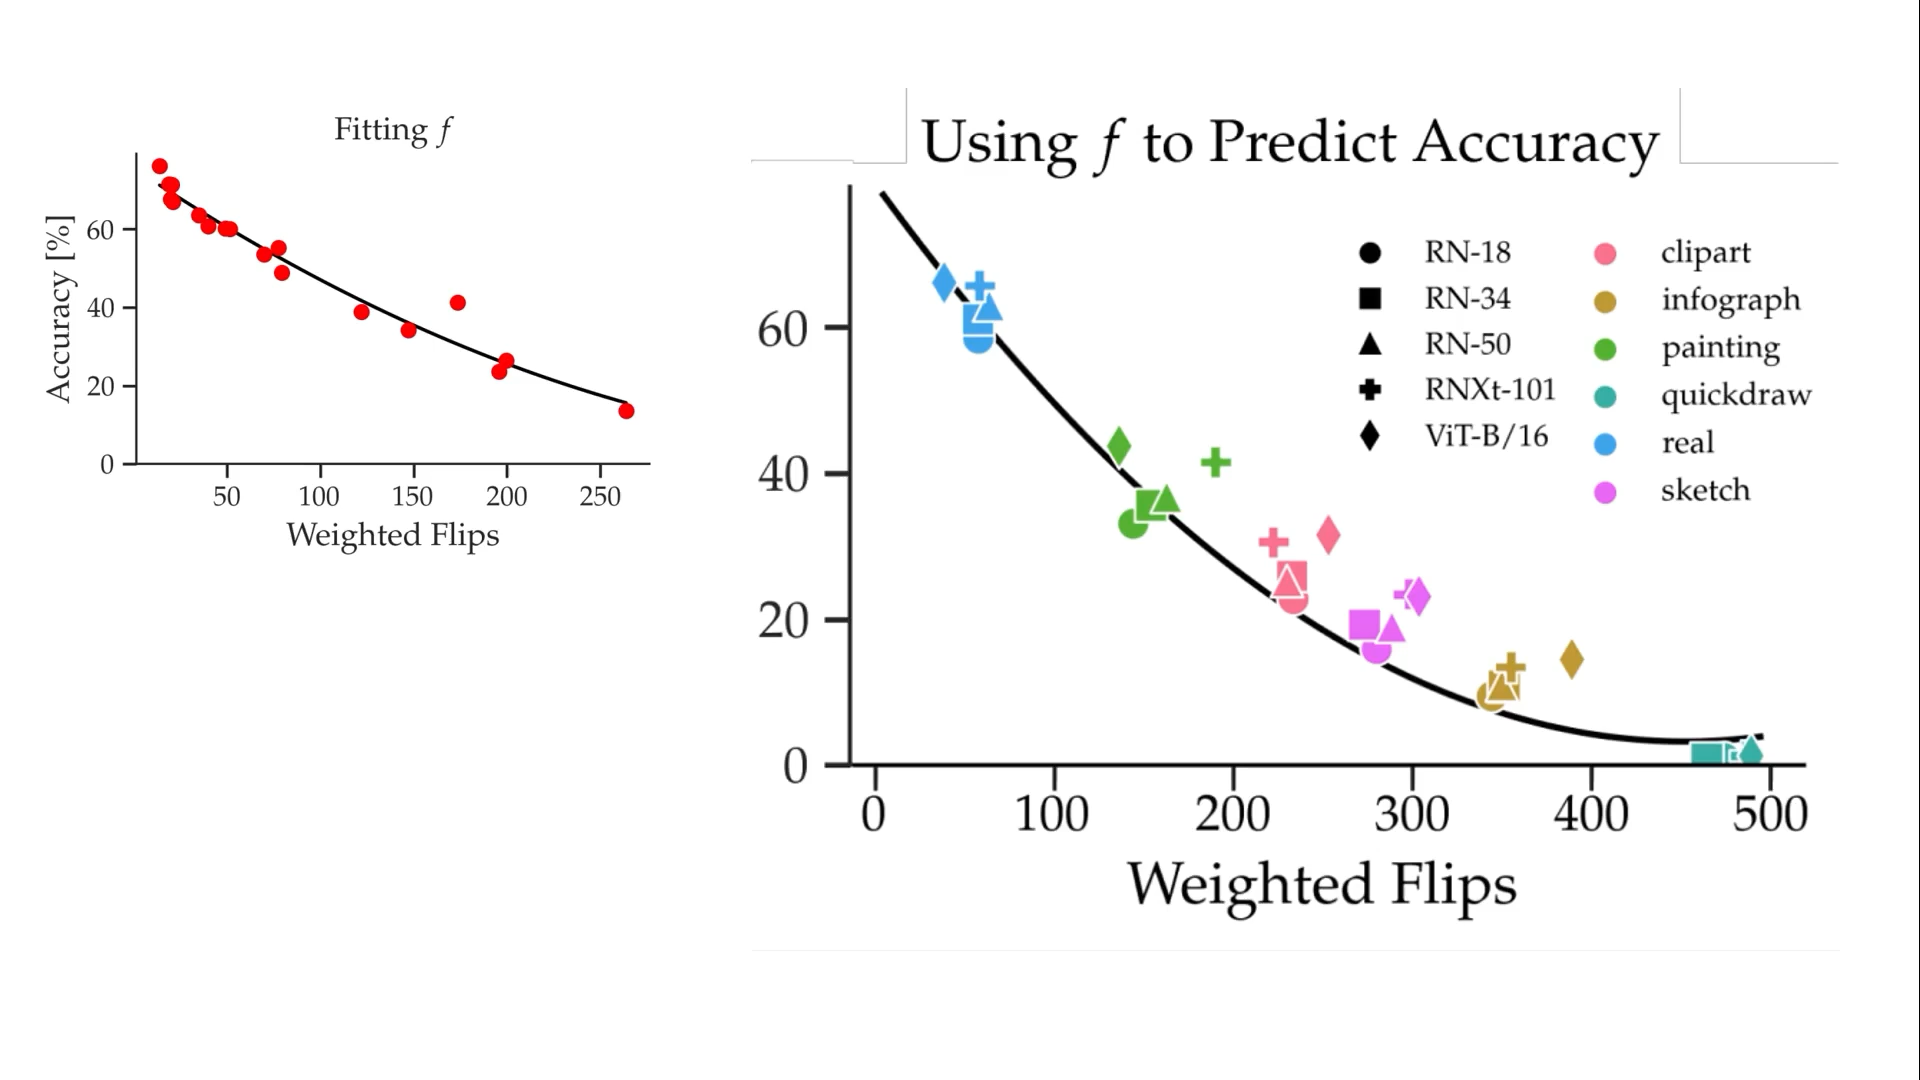 Fitting f
Accuracy [%]
60
40
20
0
50 100 150 200 250
Weighted Flips
Using f to Predict Accuracy
60
40
20
0
0 100 200 300 400 500
Weighted Flips
RN-18
RN-34
RN-50
RNXt-101
ViT-B/16
clipart
infograph
painting
quickdraw
real
sketch